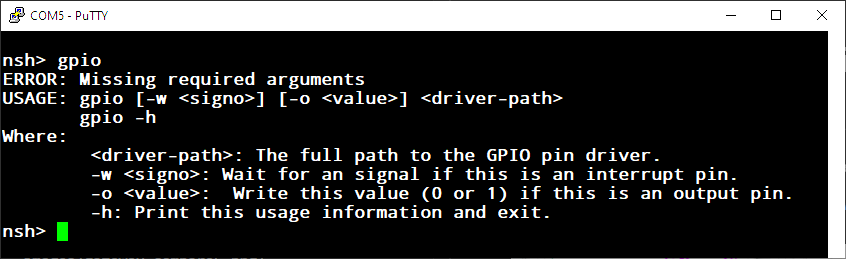 COM5 - PuTTY
nsh> gpio
ERROR: Missing required arguments
USAGE: gpio [-w <signo>] [-o <value>] <driver-path>
       gpio -h
Where:
        <driver-path>: The full path to the GPIO pin driver.
        -w <signo>: Wait for an signal if this is an interrupt pin.
        -o <value>:  Write this value (0 or 1) if this is an output pin.
        -h: Print this usage information and exit.
nsh>